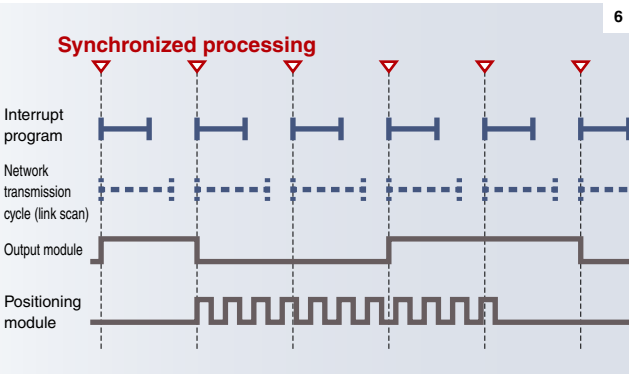 6
Synchronized processing
Interrupt
program
Network
transmission
cycle (link scan)
Output module
Positioning
module